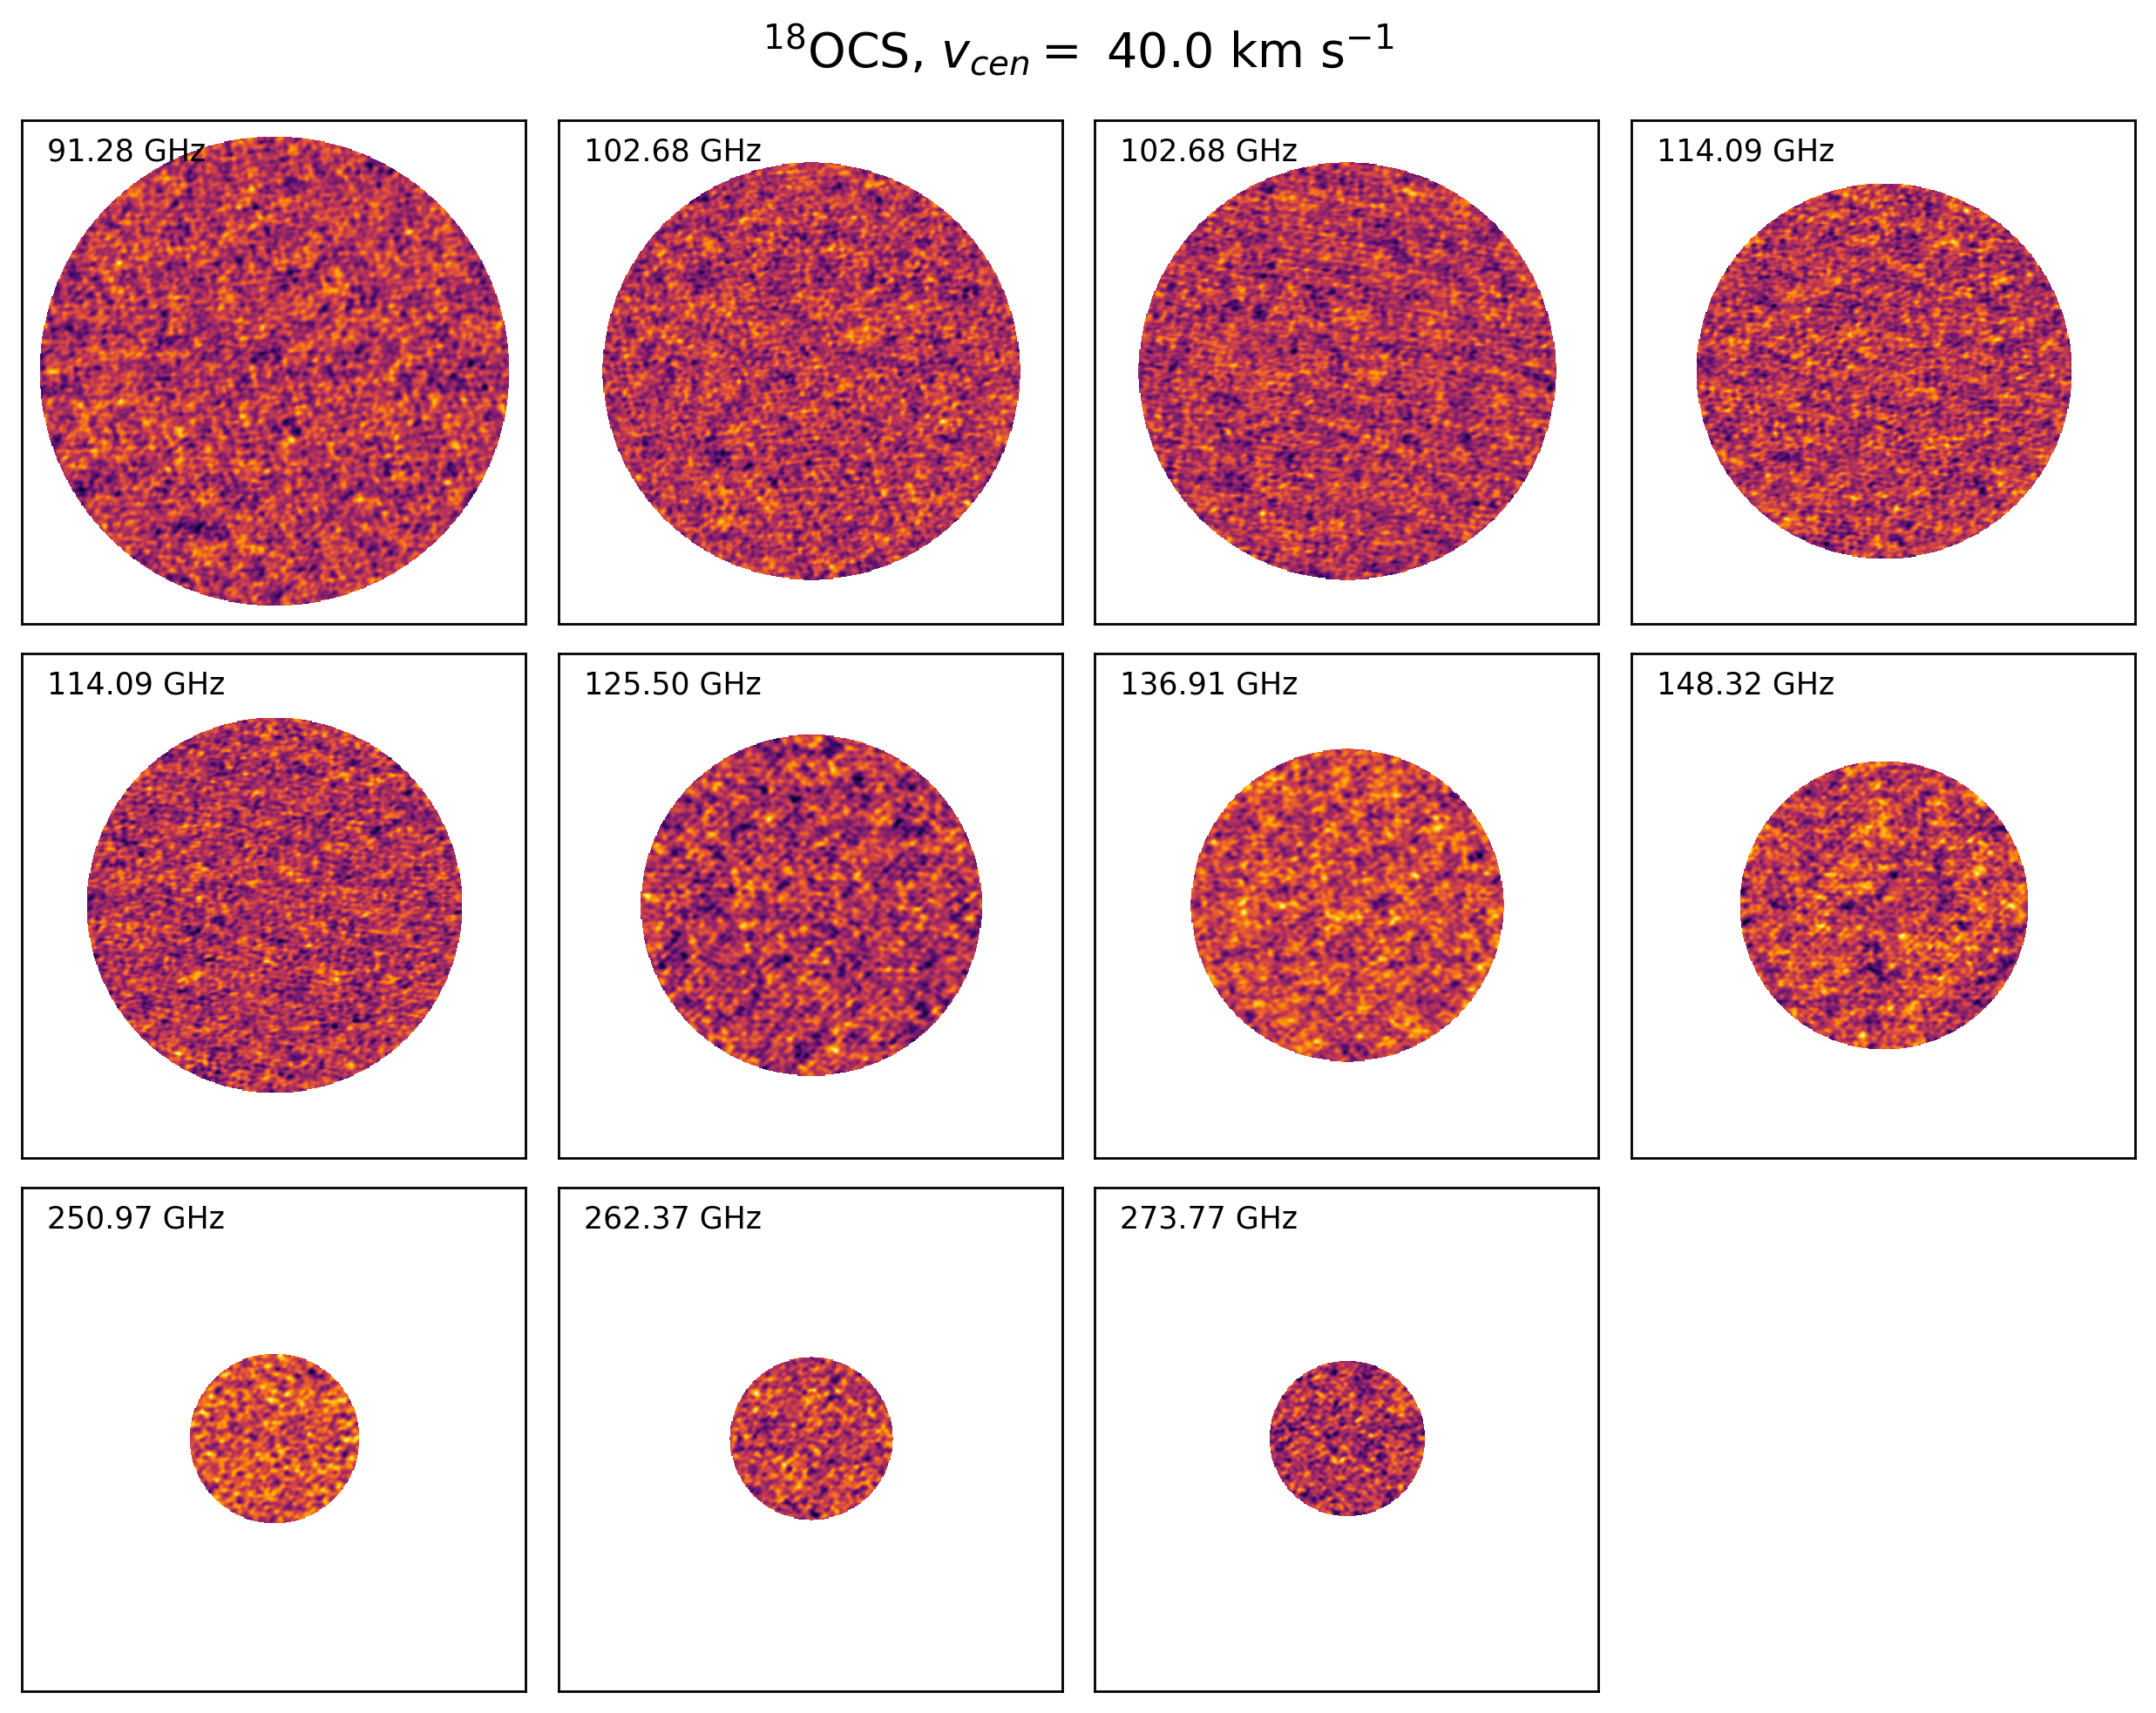 ¹⁸OCS, v_cen = 40.0 km s⁻¹
91.28 GHz
102.68 GHz
102.68 GHz
114.09 GHz
114.09 GHz
125.50 GHz
136.91 GHz
148.32 GHz
250.97 GHz
262.37 GHz
273.77 GHz